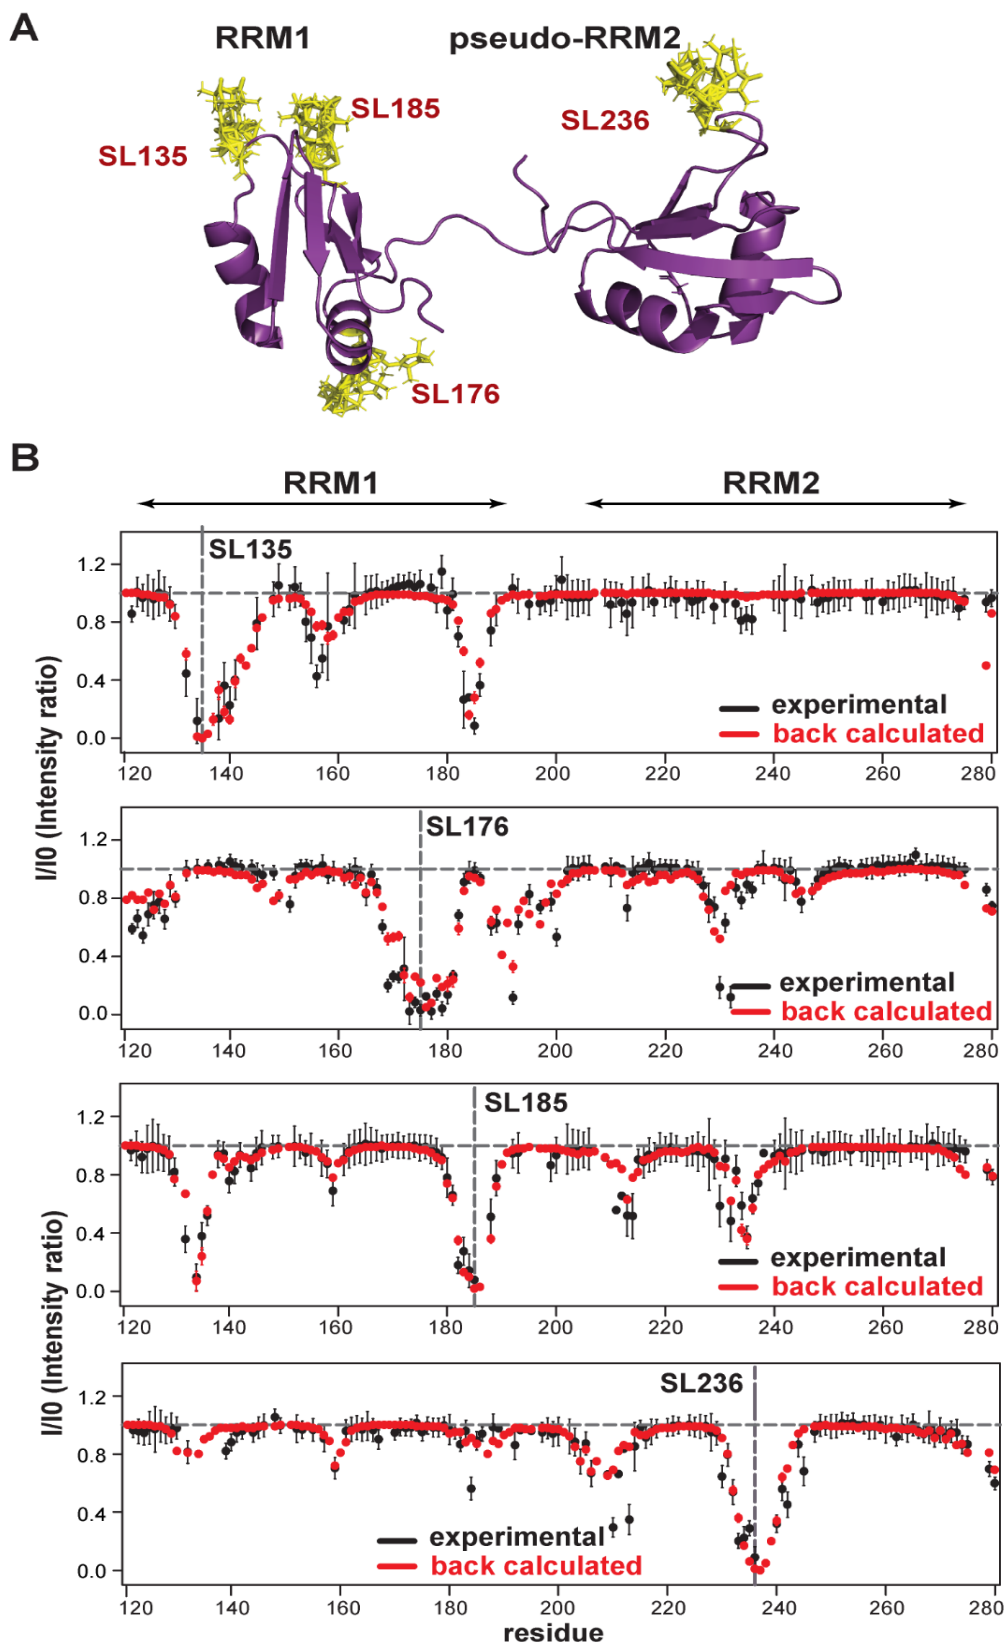 A
RRM1 pseudo-RRM2
SL185
SL236
SL135
SL176
B
RRM1 RRM2
SL135
1.2
0.8
0.4
0.0
experimental
back calculated
120 140 160 180 200 220 240 260 280
I/I0 (Intensity ratio)
SL176
1.2
0.8
0.4
0.0
experimental
back calculated
120 140 160 180 200 220 240 260 280
SL185
1.2
0.8
0.4
0.0
experimental
back calculated
120 140 160 180 200 220 240 260 280
I/I0 (Intensity ratio)
SL236
1.2
0.8
0.4
0.0
experimental
back calculated
120 140 160 180 200 220 240 260 280
residue